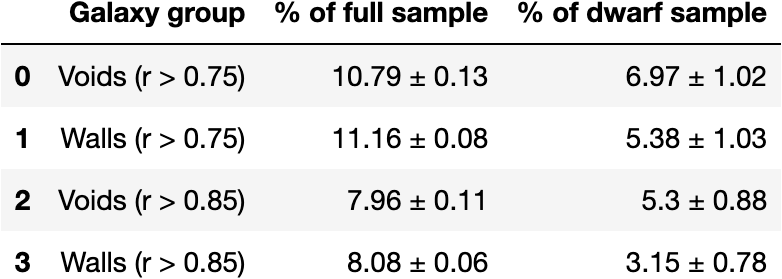 Galaxy group % of full sample % of dwarf sample
0 Voids (r > 0.75) 10.79 ± 0.13 6.97 ± 1.02
1 Walls (r > 0.75) 11.16 ± 0.08 5.38 ± 1.03
2 Voids (r > 0.85) 7.96 ± 0.11 5.3 ± 0.88
3 Walls (r > 0.85) 8.08 ± 0.06 3.15 ± 0.78